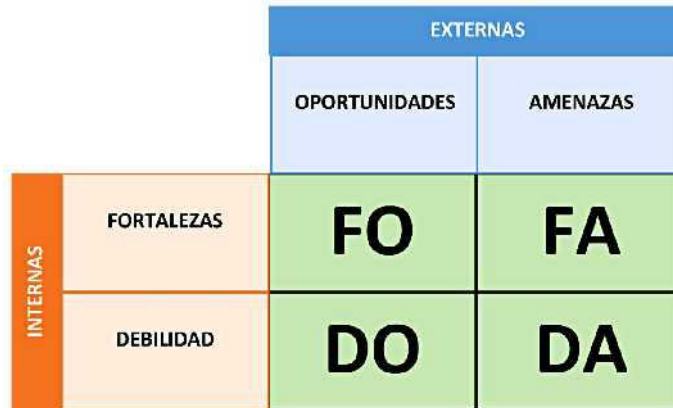 EXTERNAS
OPORTUNIDADES AMENAZAS
INTERNAS
FORTALEZAS FO FA
DEBILIDAD DO DA